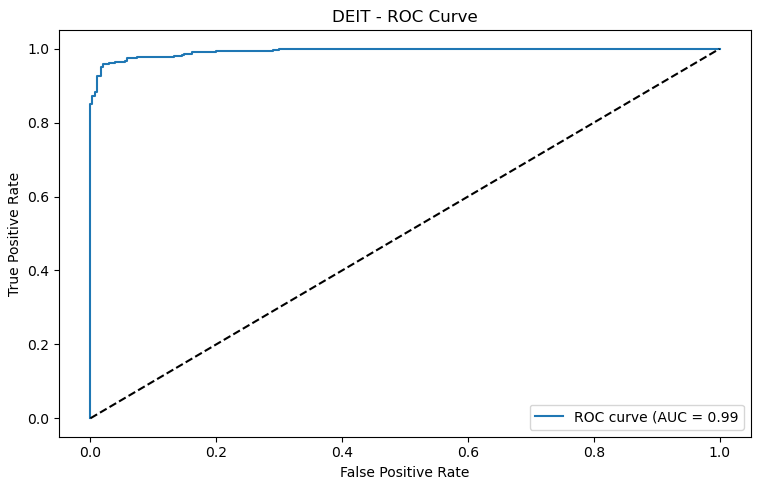 DEIT - ROC Curve
True Positive Rate
1.0
0.8
0.6
0.4
0.2
0.0
ROC curve (AUC = 0.99
0.0 0.2 0.4 0.6 0.8 1.0
False Positive Rate